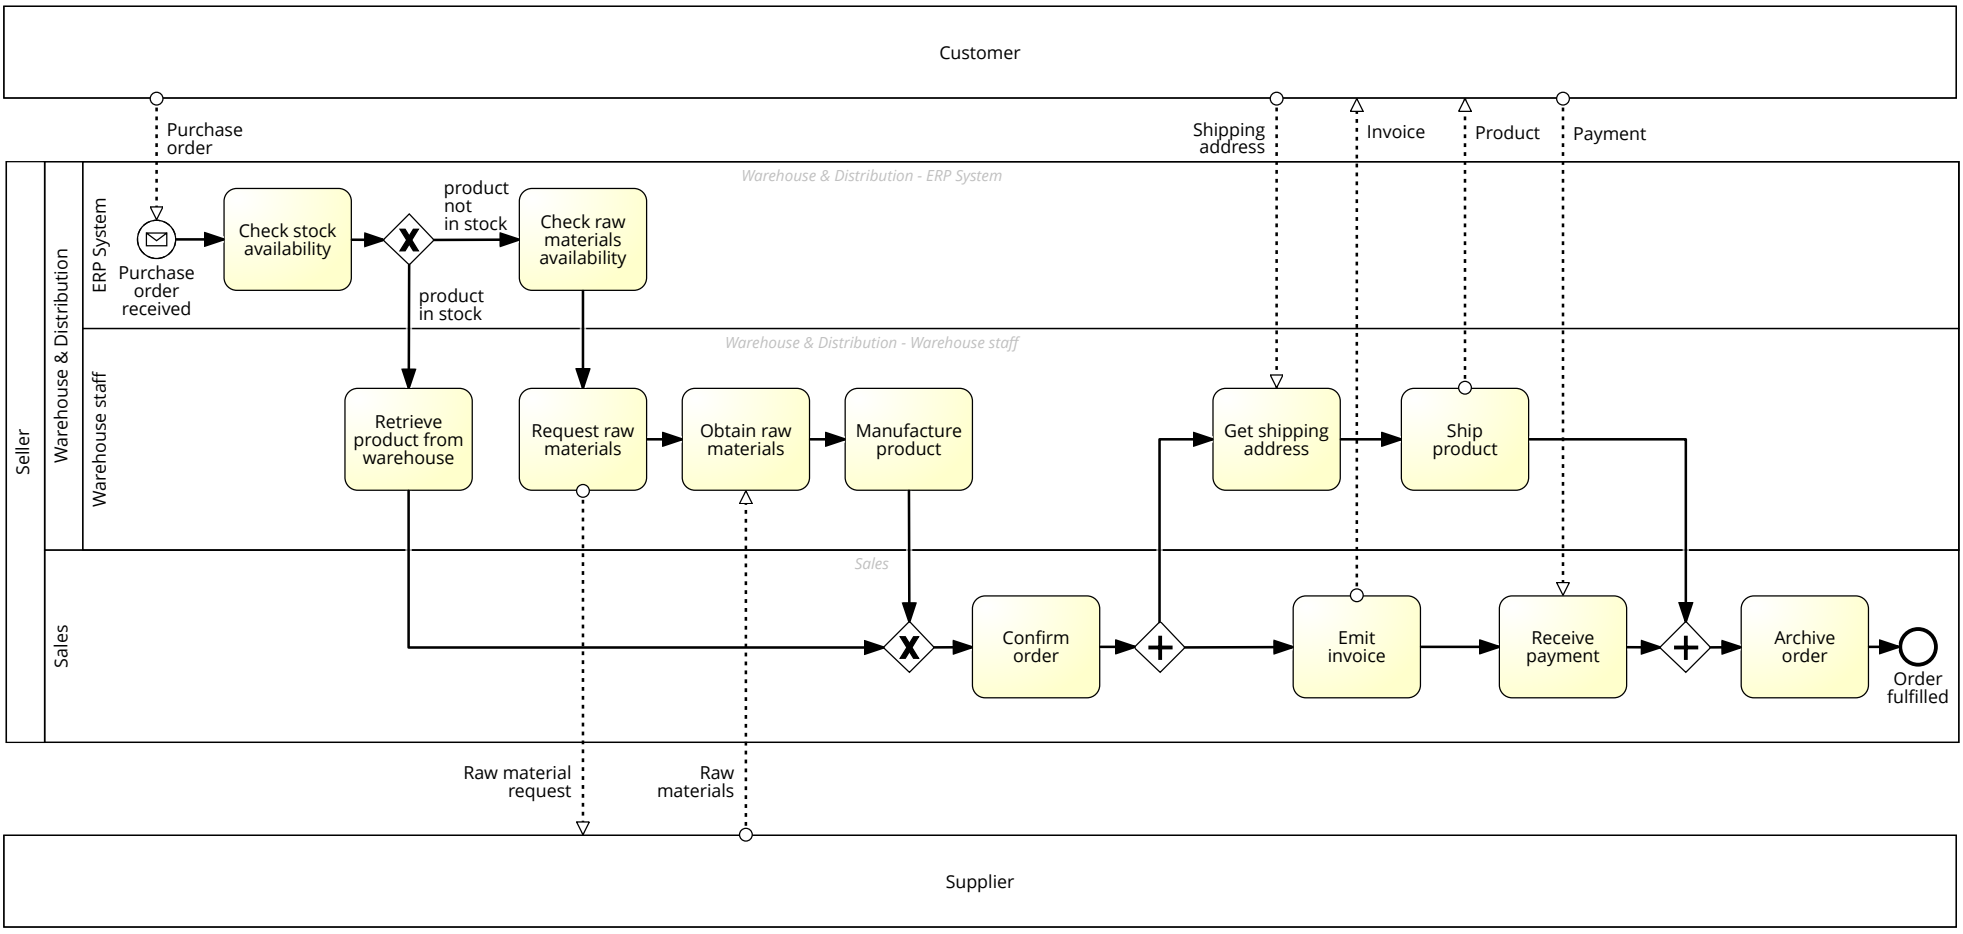 Customer
Purchase
order
Shipping
address
Invoice
Product
Payment
Seller
Warehouse & Distribution
ERP System
Warehouse & Distribution - ERP System
Purchase
order
received
Check stock
availability
product
not
in stock
product
in stock
Check raw
materials
availability
Warehouse staff
Warehouse & Distribution - Warehouse staff
Retrieve
product from
warehouse
Request raw
materials
Obtain raw
materials
Manufacture
product
Get shipping
address
Ship
product
Sales
Sales
Confirm
order
Emit
invoice
Receive
payment
Archive
order
Order
fulfilled
Raw material
request
Raw
materials
Supplier